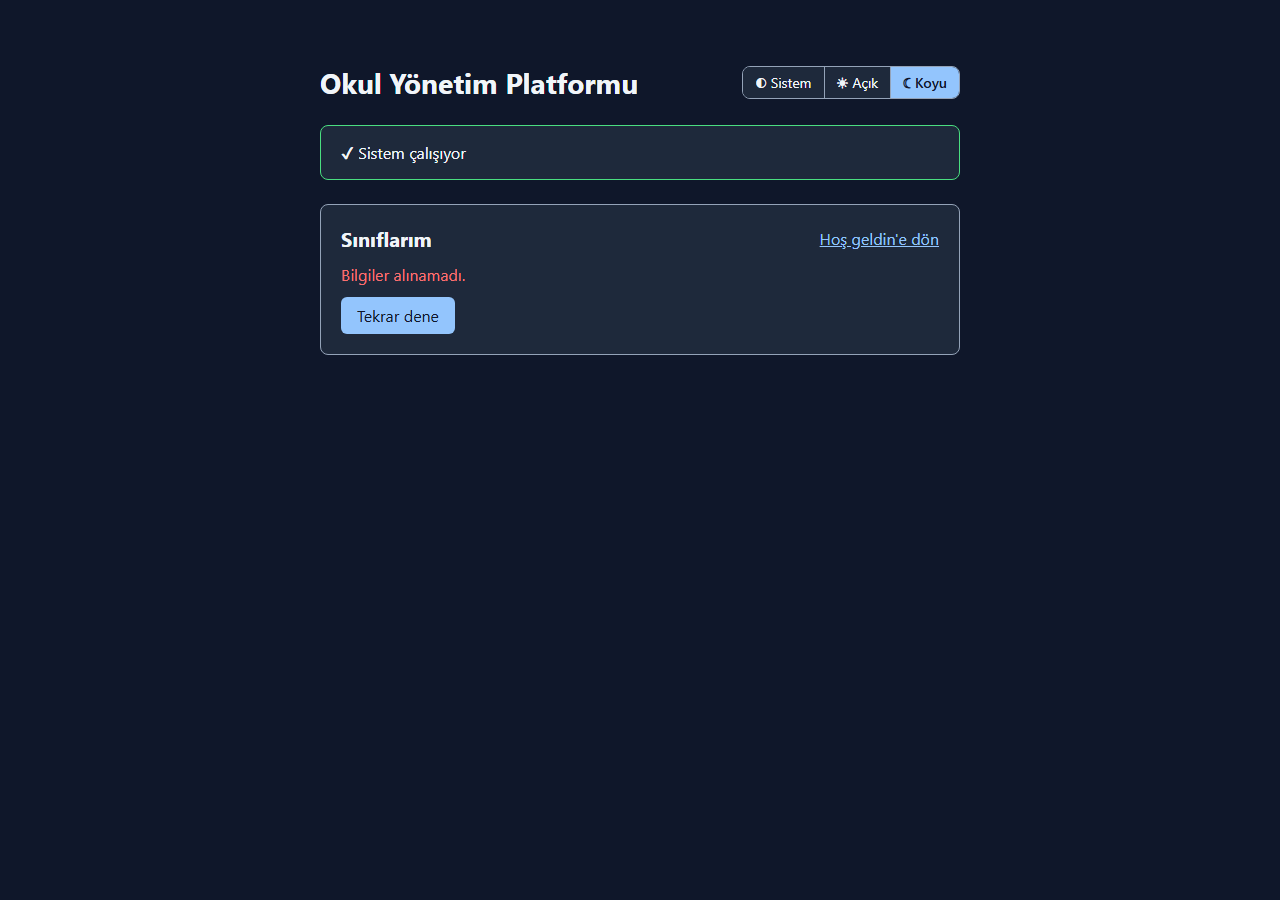 Okul Yönetim Platformu
◐ Sistem ☀ Açık ☾ Koyu
✓ Sistem çalışıyor
Sınıflarım
Hoş geldin'e dön
Bilgiler alınamadı.
Tekrar dene